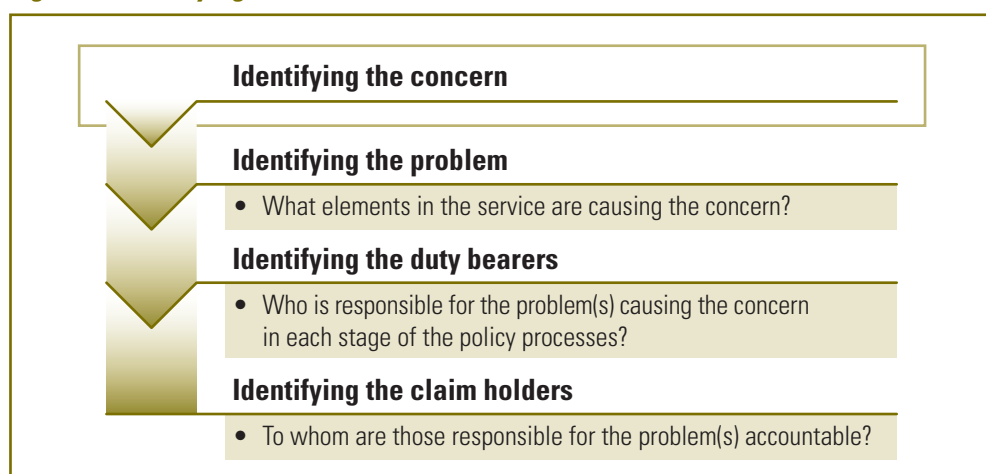 Identifying the concern
Identifying the problem
• What elements in the service are causing the concern?
Identifying the duty bearers
• Who is responsible for the problem(s) causing the concern
in each stage of the policy processes?
Identifying the claim holders
• To whom are those responsible for the problem(s) accountable?